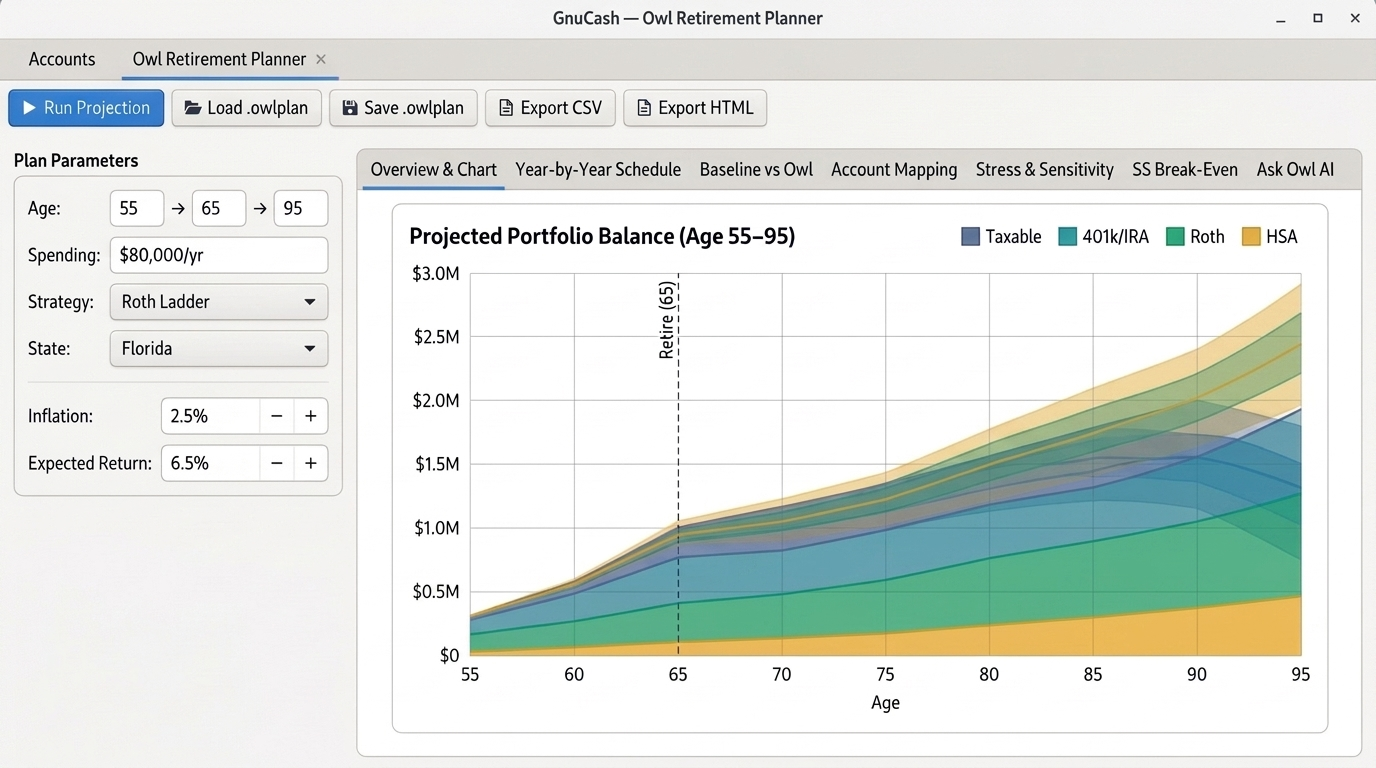 GnuCash — Owl Retirement Planner
Accounts
Owl Retirement Planner
Run Projection
Load .owlplan
Save .owlplan
Export CSV
Export HTML
Plan Parameters
Age: 55 → 65 → 95
Spending: $80,000/yr
Strategy: Roth Ladder
State: Florida
Inflation: 2.5% − +
Expected Return: 6.5% − +
Overview & Chart
Year-by-Year Schedule
Baseline vs Owl
Account Mapping
Stress & Sensitivity
SS Break-Even
Ask Owl AI
Projected Portfolio Balance (Age 55–95)
Taxable
401k/IRA
Roth
HSA
$3.0M
$2.5M
$2.0M
$1.5M
$1.0M
$0.5M
$0
Retire (65)
55 60 65 70 75 80 85 90 95
Age